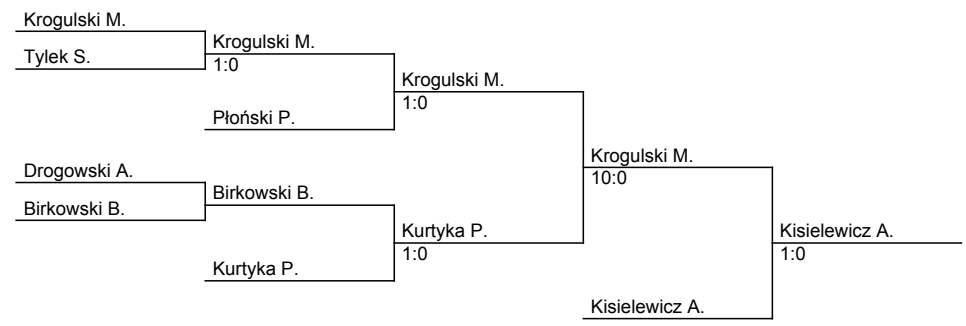 Krogulski M.
Tylek S.
Krogulski M.
1:0
Płoński P.
Krogulski M.
1:0
Drogowski A.
Birkowski B.
Birkowski B.
Kurtyka P.
Kurtyka P.
1:0
Krogulski M.
10:0
Kisielewicz A.
Kisielewicz A.
1:0